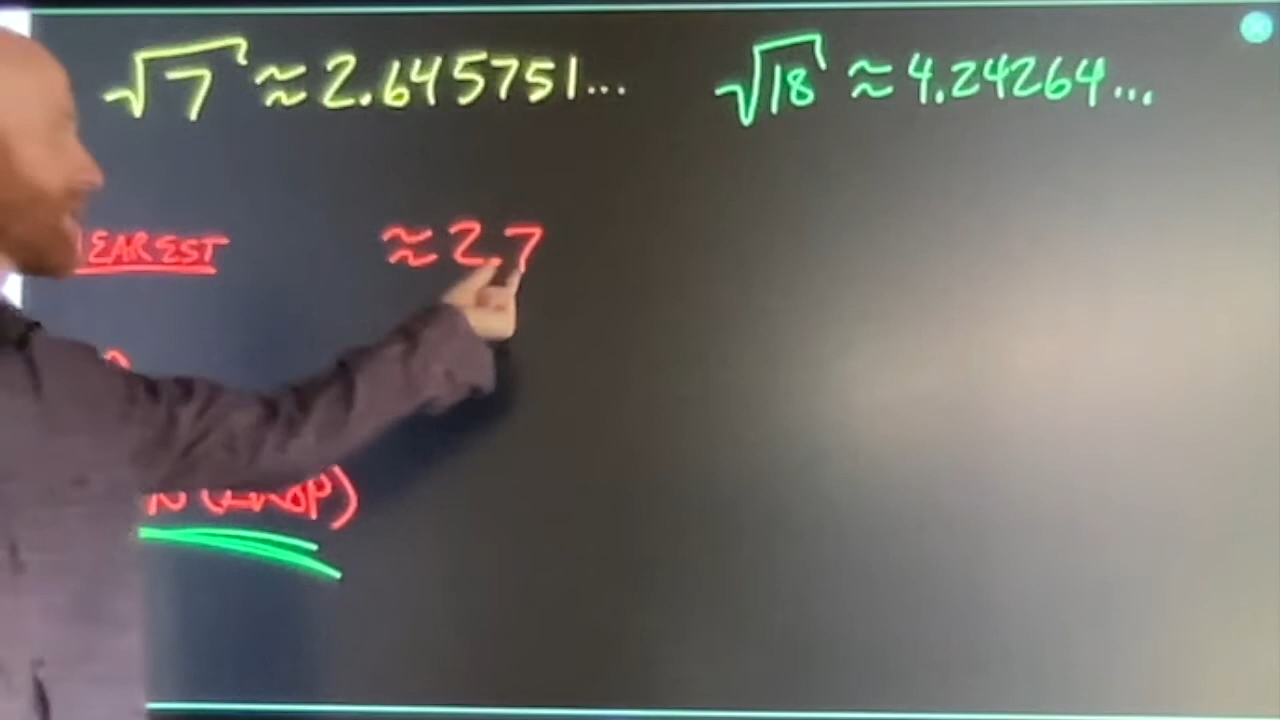 √7 ≈ 2.645751...
√18 ≈ 4.24264...
EAREST ≈ 2.7